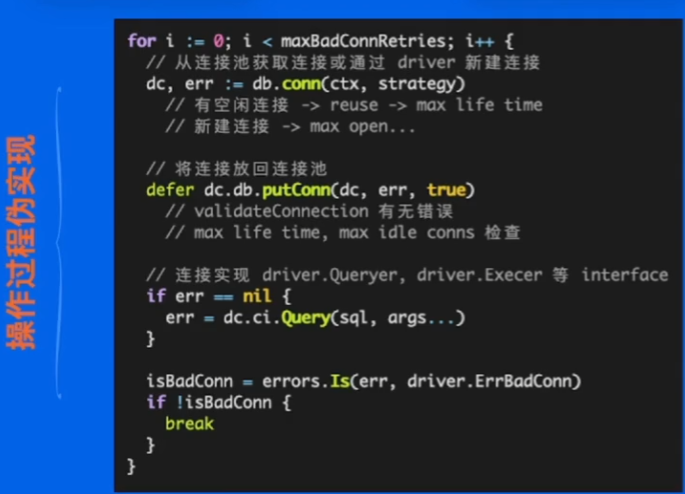 操作过程伪实现
for i := 0; i < maxBadConnRetries; i++ {
  // 从连接池获取连接或通过 driver 新建连接
  dc, err := db.conn(ctx, strategy)
    // 有空闲连接 -> reuse -> max life time
    // 新建连接 -> max open...

  // 将连接放回连接池
  defer dc.db.putConn(dc, err, true)
    // validateConnection 有无错误
    // max life time, max idle conns 检查

  // 连接实现 driver.Queryer, driver.Execer 等 interface
  if err == nil {
    err = dc.ci.Query(sql, args...)
  }

  isBadConn = errors.Is(err, driver.ErrBadConn)
  if !isBadConn {
    break
  }
}